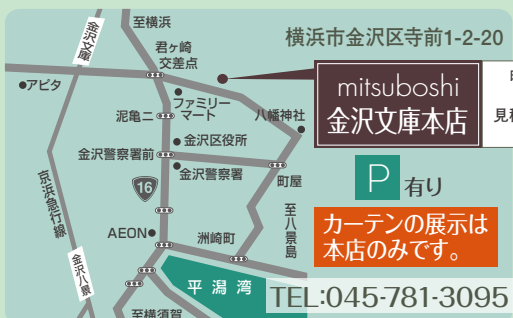 至横浜
金沢文庫
君ヶ崎
交差点
横浜市金沢区寺前1-2-20
アピタ
ファミリー
マート
泥亀二
八幡神社
mitsuboshi
金沢文庫本店
金沢区役所
金沢警察署前
金沢警察署
町屋
京浜急行線
16
P 有り
至八景島
AEON
洲崎町
カーテンの展示は
本店のみです。
金沢八景
平潟湾
TEL:045-781-3095
至横須賀